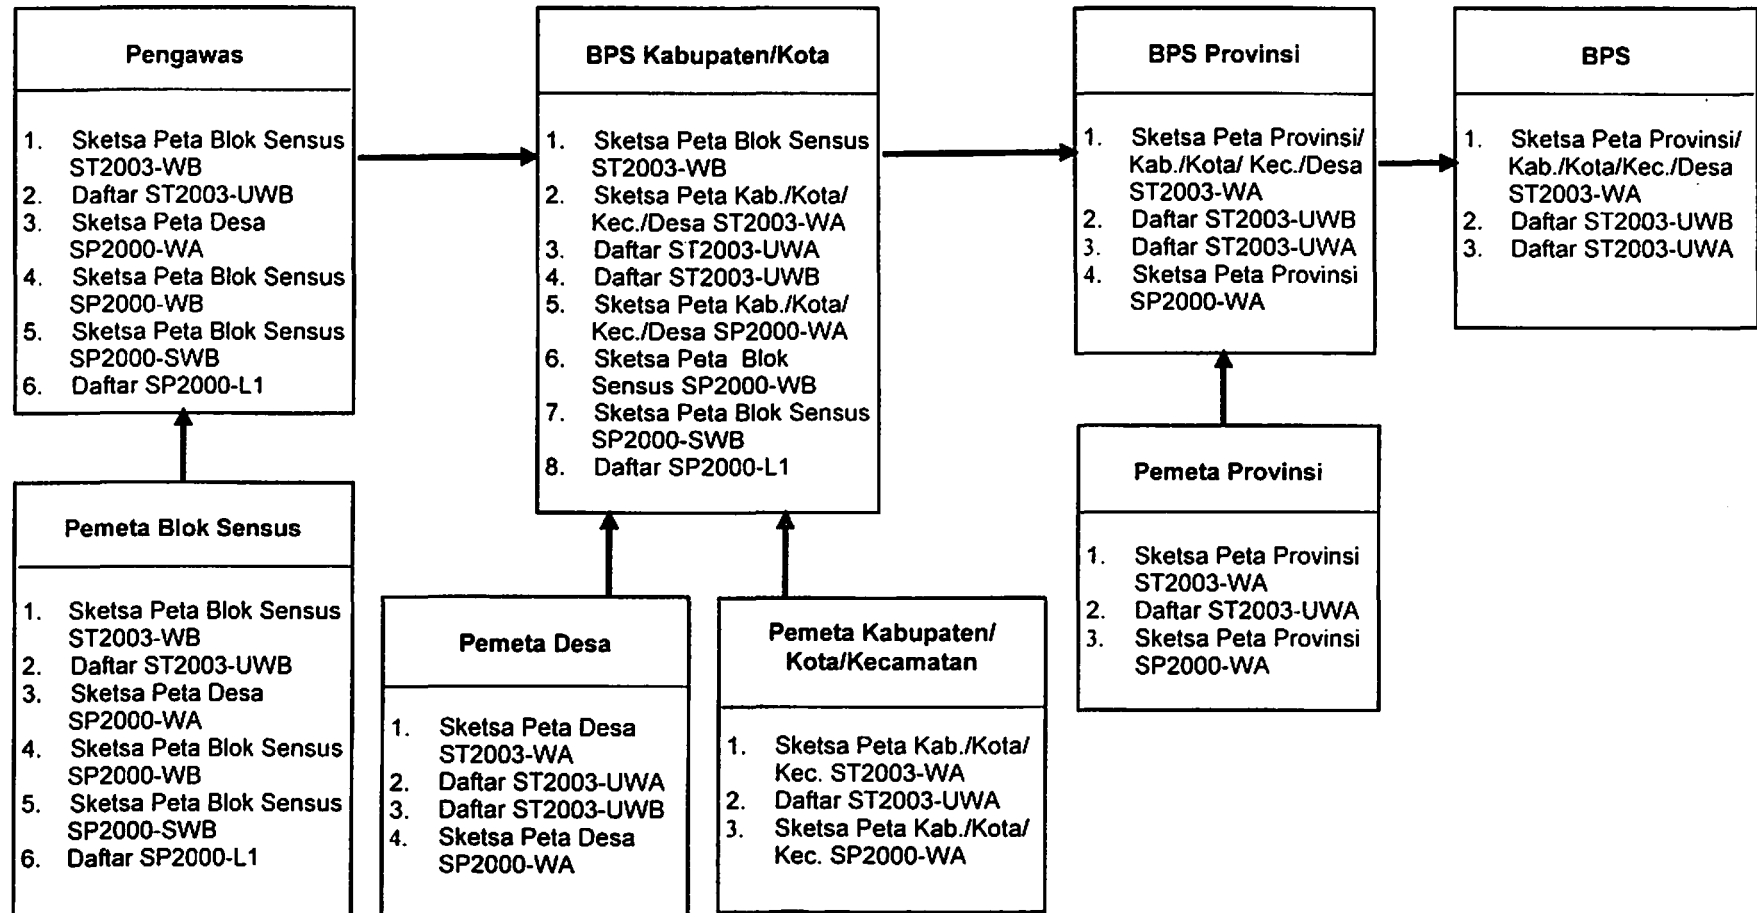 Pengawas
1. Sketsa Peta Blok Sensus
ST2003-WB
2. Daftar ST2003-UWB
3. Sketsa Peta Desa
SP2000-WA
4. Sketsa Peta Blok Sensus
SP2000-WB
5. Sketsa Peta Blok Sensus
SP2000-SWB
6. Daftar SP2000-L1
BPS Kabupaten/Kota
1. Sketsa Peta Blok Sensus
ST2003-WB
2. Sketsa Peta Kab./Kota/
Kec./Desa ST2003-WA
3. Daftar ST2003-UWA
4. Daftar ST2003-UWB
5. Sketsa Peta Kab./Kota/
Kec./Desa SP2000-WA
6. Sketsa Peta Blok
Sensus SP2000-WB
7. Sketsa Peta Blok Sensus
SP2000-SWB
8. Daftar SP2000-L1
BPS Provinsi
1. Sketsa Peta Provinsi/
Kab./Kota/ Kec./Desa
ST2003-WA
2. Daftar ST2003-UWB
3. Daftar ST2003-UWA
4. Sketsa Peta Provinsi
SP2000-WA
BPS
1. Sketsa Peta Provinsi/
Kab./Kota/Kec./Desa
ST2003-WA
2. Daftar ST2003-UWB
3. Daftar ST2003-UWA
Pemeta Blok Sensus
1. Sketsa Peta Blok Sensus
ST2003-WB
2. Daftar ST2003-UWB
3. Sketsa Peta Desa
SP2000-WA
4. Sketsa Peta Blok Sensus
SP2000-WB
5. Sketsa Peta Blok Sensus
SP2000-SWB
6. Daftar SP2000-L1
Pemeta Desa
1. Sketsa Peta Desa
ST2003-WA
2. Daftar ST2003-UWA
3. Daftar ST2003-UWB
4. Sketsa Peta Desa
SP2000-WA
Pemeta Kabupaten/
Kota/Kecamatan
1. Sketsa Peta Kab./Kota/
Kec. ST2003-WA
2. Daftar ST2003-UWA
3. Sketsa Peta Kab./Kota/
Kec. SP2000-WA
Pemeta Provinsi
1. Sketsa Peta Provinsi
ST2003-WA
2. Daftar ST2003-UWA
3. Sketsa Peta Provinsi
SP2000-WA